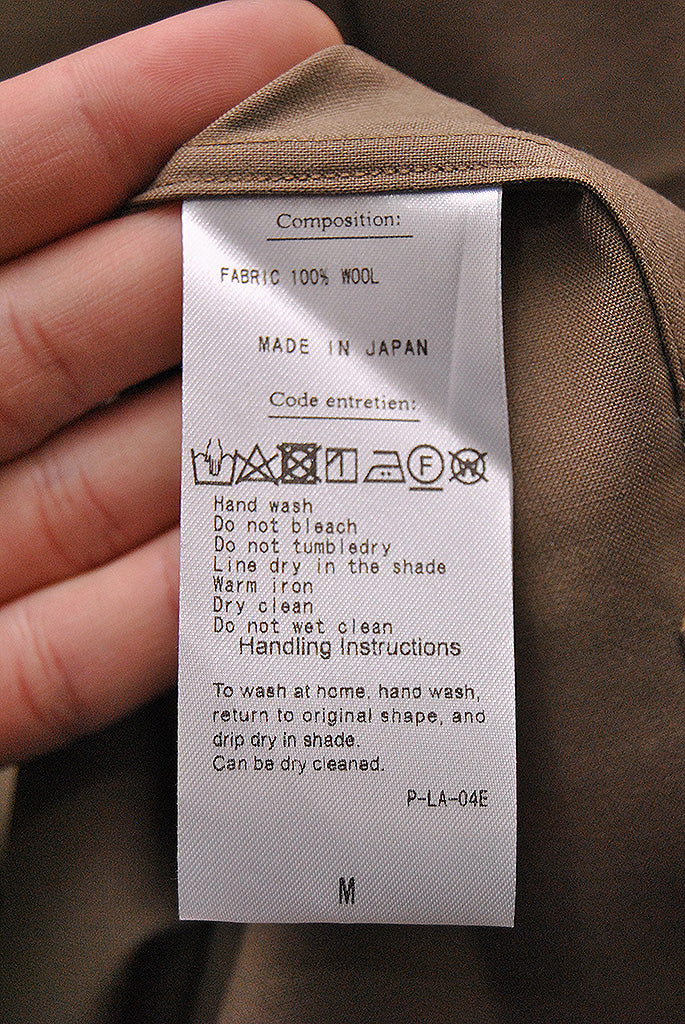 Composition:
FABRIC 100% WOOL
MADE IN JAPAN
Code entretien:
F
W
Hand wash
Do not bleach
Do not tumbledry
Line dry in the shade
Warm iron
Dry clean
Do not wet clean
Handling Instructions
To wash at home, hand wash,
return to original shape, and
drip dry in shade.
Can be dry cleaned.
P-LA-04E
M